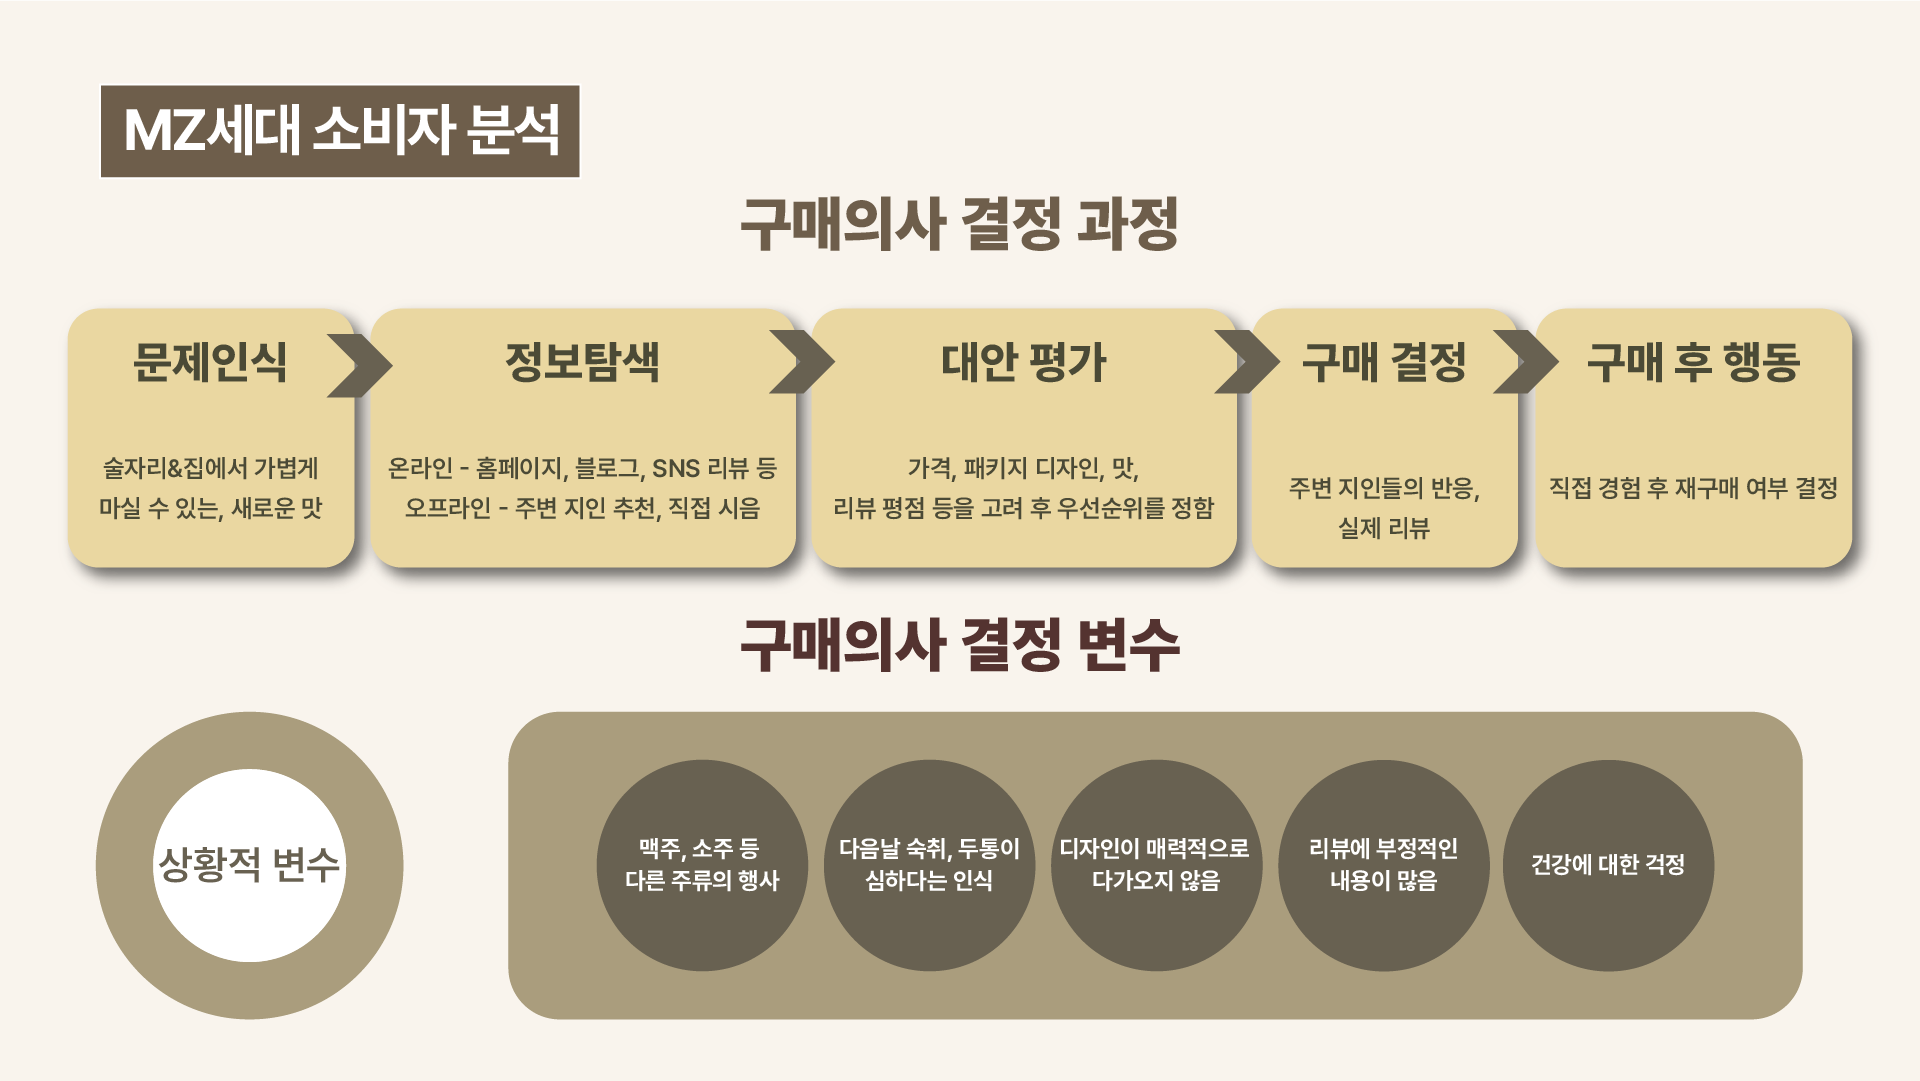 MZ세대 소비자 분석
구매의사 결정 과정
문제인식
술자리&집에서 가볍게
마실 수 있는, 새로운 맛
정보탐색
온라인 - 홈페이지, 블로그, SNS 리뷰 등
오프라인 - 주변 지인 추천, 직접 시음
대안 평가
가격, 패키지 디자인, 맛,
리뷰 평점 등을 고려 후 우선순위를 정함
구매 결정
주변 지인들의 반응,
실제 리뷰
구매 후 행동
직접 경험 후 재구매 여부 결정
구매의사 결정 변수
상황적 변수
맥주, 소주 등
다른 주류의 행사
다음날 숙취, 두통이
심하다는 인식
디자인이 매력적으로
다가오지 않음
리뷰에 부정적인
내용이 많음
건강에 대한 걱정